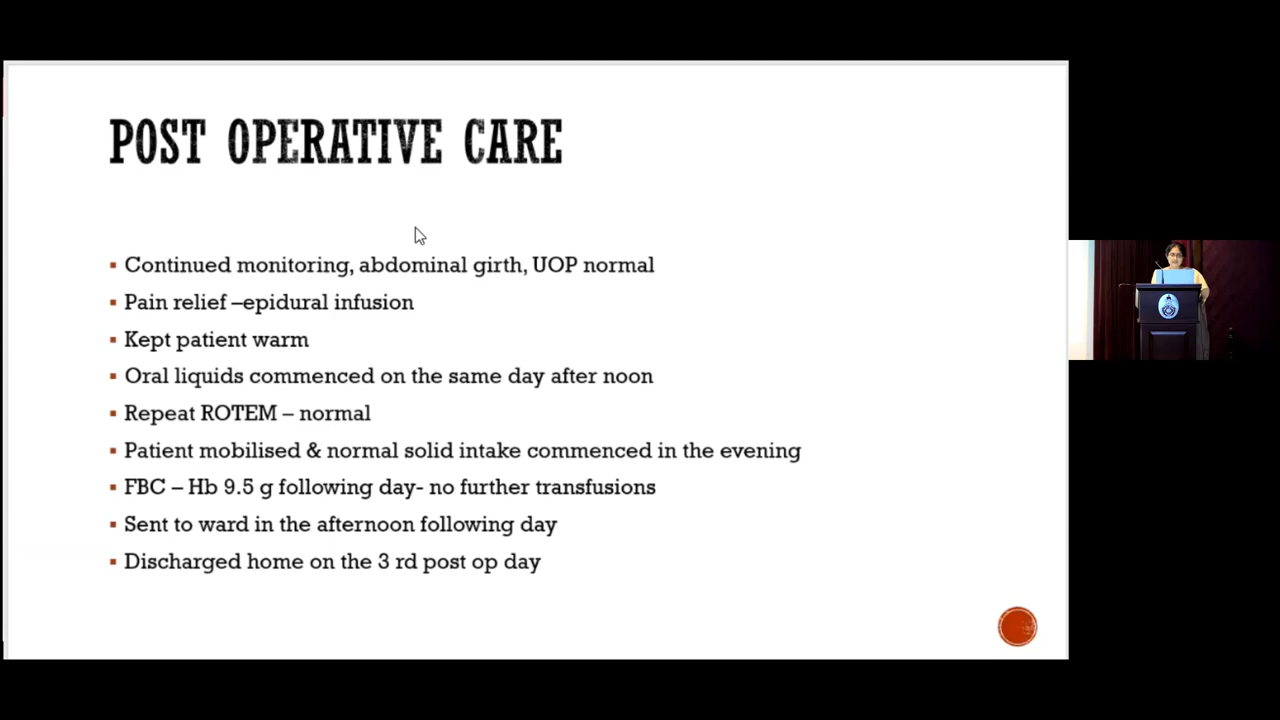 POST OPERATIVE CARE
Continued monitoring, abdominal girth, UOP normal
Pain relief –epidural infusion
Kept patient warm
Oral liquids commenced on the same day after noon
Repeat ROTEM – normal
Patient mobilised & normal solid intake commenced in the evening
FBC – Hb 9.5 g following day- no further transfusions
Sent to ward in the afternoon following day
Discharged home on the 3 rd post op day